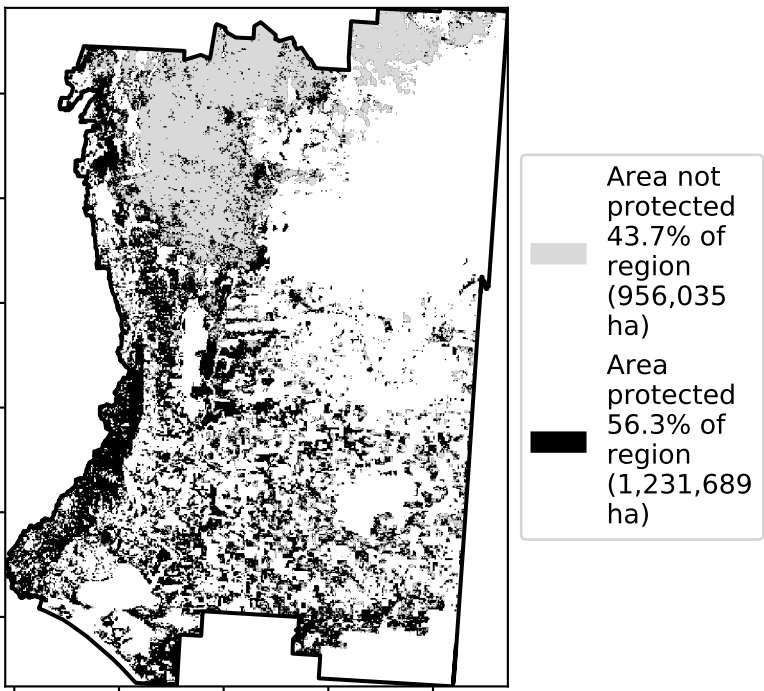 Area not
protected
43.7% of
region
(956,035
ha)
Area
protected
56.3% of
region
(1,231,689
ha)